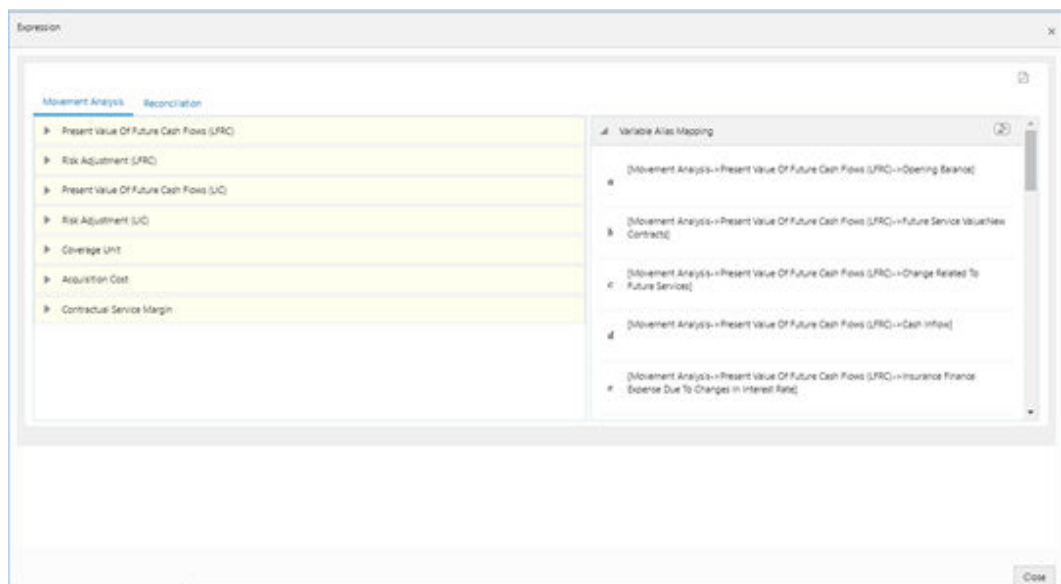 Expression
Movement Analysis Reconciliation
Present Value Of Future Cash Flows (LFRC)
Risk Adjustment (LFRC)
Present Value Of Future Cash Flows (LIC)
Risk Adjustment (LIC)
Coverage Unit
Acquisition Cost
Contractual Service Margin
Variable Alias Mapping
[Movement Analysis->Present Value Of Future Cash Flows (LFRC)->Opening Balance]
a
[Movement Analysis->Present Value Of Future Cash Flows (LFRC)->Future Service Value:New
b Contracts]
[Movement Analysis->Present Value Of Future Cash Flows (LFRC)->Change Related To
c Future Services]
[Movement Analysis->Present Value Of Future Cash Flows (LFRC)->Cash Inflow]
d
[Movement Analysis->Present Value Of Future Cash Flows (LFRC)->Insurance Finance
e Expense Due To Changes In Interest Rate]
Close